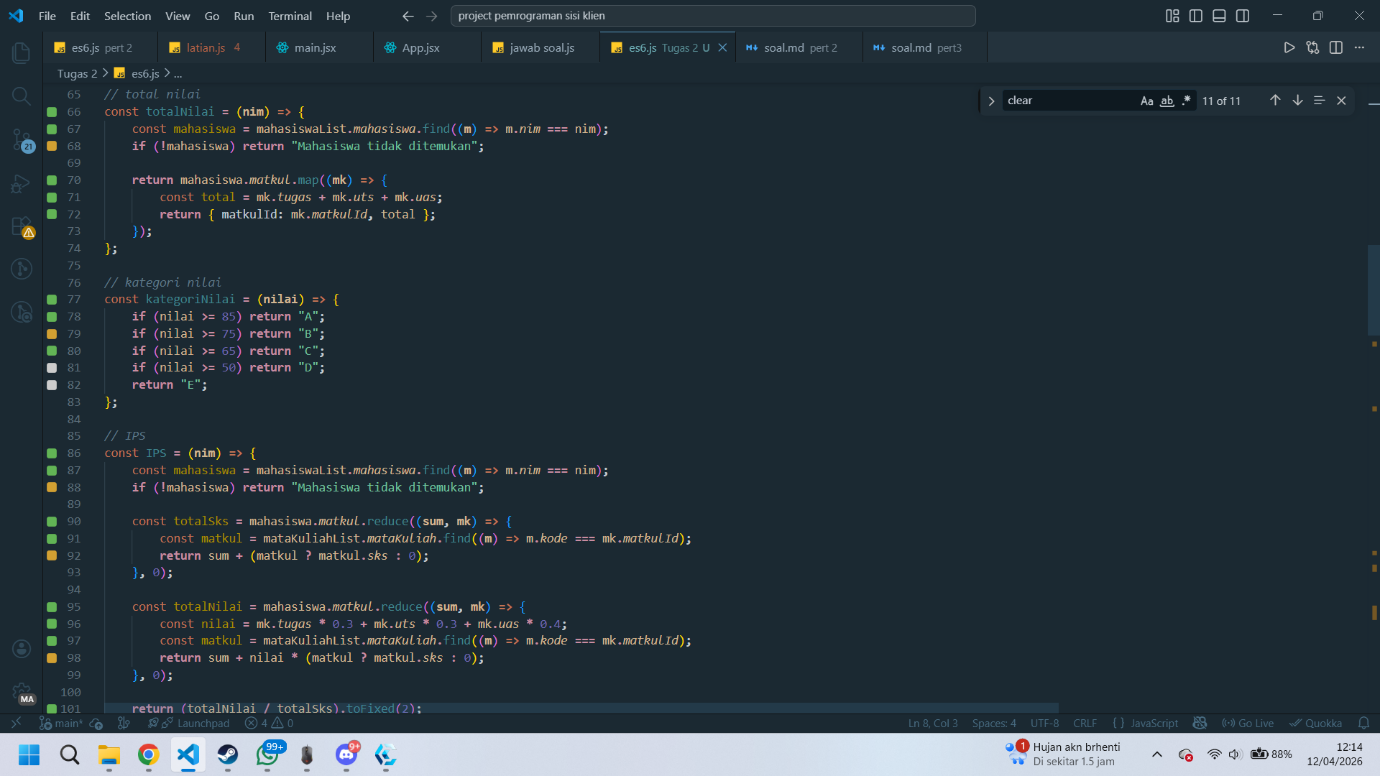 File Edit Selection View Go Run Terminal Help
project pemrograman sisi klien
es6.js pert 2
latian.js 4
main.jsx
App.jsx
jawab soal.js
es6.js Tugas 2 U
soal.md pert 2
soal.md pert3
Tugas 2 > es6.js > ...
clear
Aa ab .* 11 of 11
65 // total nilai
66 const totalNilai = (nim) => {
67     const mahasiswa = mahasiswaList.mahasiswa.find((m) => m.nim === nim);
68     if (!mahasiswa) return "Mahasiswa tidak ditemukan";
69
70     return mahasiswa.matkul.map((mk) => {
71         const total = mk.tugas + mk.uts + mk.uas;
72         return { matkulId: mk.matkulId, total };
73     });
74 };
75
76 // kategori nilai
77 const kategoriNilai = (nilai) => {
78     if (nilai >= 85) return "A";
79     if (nilai >= 75) return "B";
80     if (nilai >= 65) return "C";
81     if (nilai >= 50) return "D";
82     return "E";
83 };
84
85 // IPS
86 const IPS = (nim) => {
87     const mahasiswa = mahasiswaList.mahasiswa.find((m) => m.nim === nim);
88     if (!mahasiswa) return "Mahasiswa tidak ditemukan";
89
90     const totalSks = mahasiswa.matkul.reduce((sum, mk) => {
91         const matkul = mataKuliahList.mataKuliah.find((m) => m.kode === mk.matkulId);
92         return sum + (matkul ? matkul.sks : 0);
93     }, 0);
94
95     const totalNilai = mahasiswa.matkul.reduce((sum, mk) => {
96         const nilai = mk.tugas * 0.3 + mk.uts * 0.3 + mk.uas * 0.4;
97         const matkul = mataKuliahList.mataKuliah.find((m) => m.kode === mk.matkulId);
98         return sum + nilai * (matkul ? matkul.sks : 0);
99     }, 0);
100
101     return (totalNilai / totalSks).toFixed(2);
21
MA
main* Launchpad 4 0 Ln 8, Col 3 Spaces: 4 UTF-8 CRLF { } JavaScript Go Live Quokka
99+
9+
1
Hujan akn brhenti
Di sekitar 1.5 jam
88%
12:14
12/04/2026